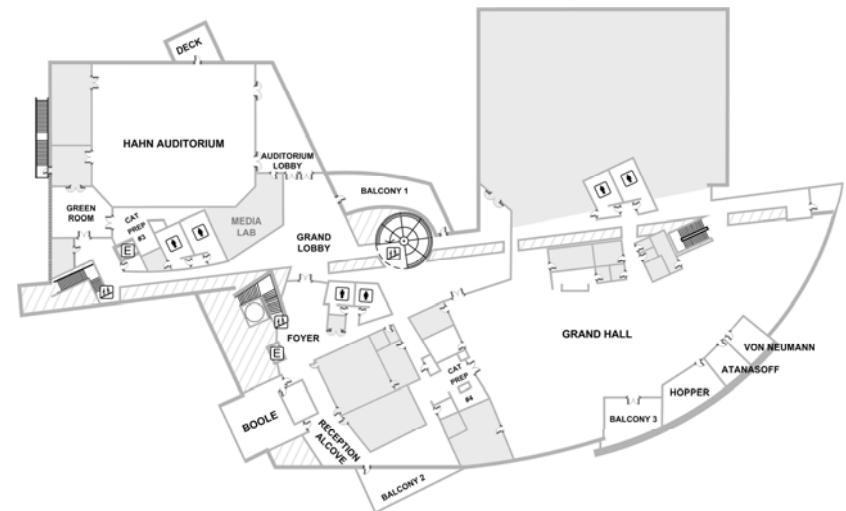 DECK
HAHN AUDITORIUM
AUDITORIUM
LOBBY
BALCONY 1
GREEN
ROOM
CAT
PREP
#3
MEDIA
LAB
E
GRAND
LOBBY
FOYER
E
GRAND HALL
VON NEUMANN
ATANASOFF
HOPPER
BALCONY 3
CAT
PREP
#4
BOOLE
RECEPTION
ALCOVE
BALCONY 2